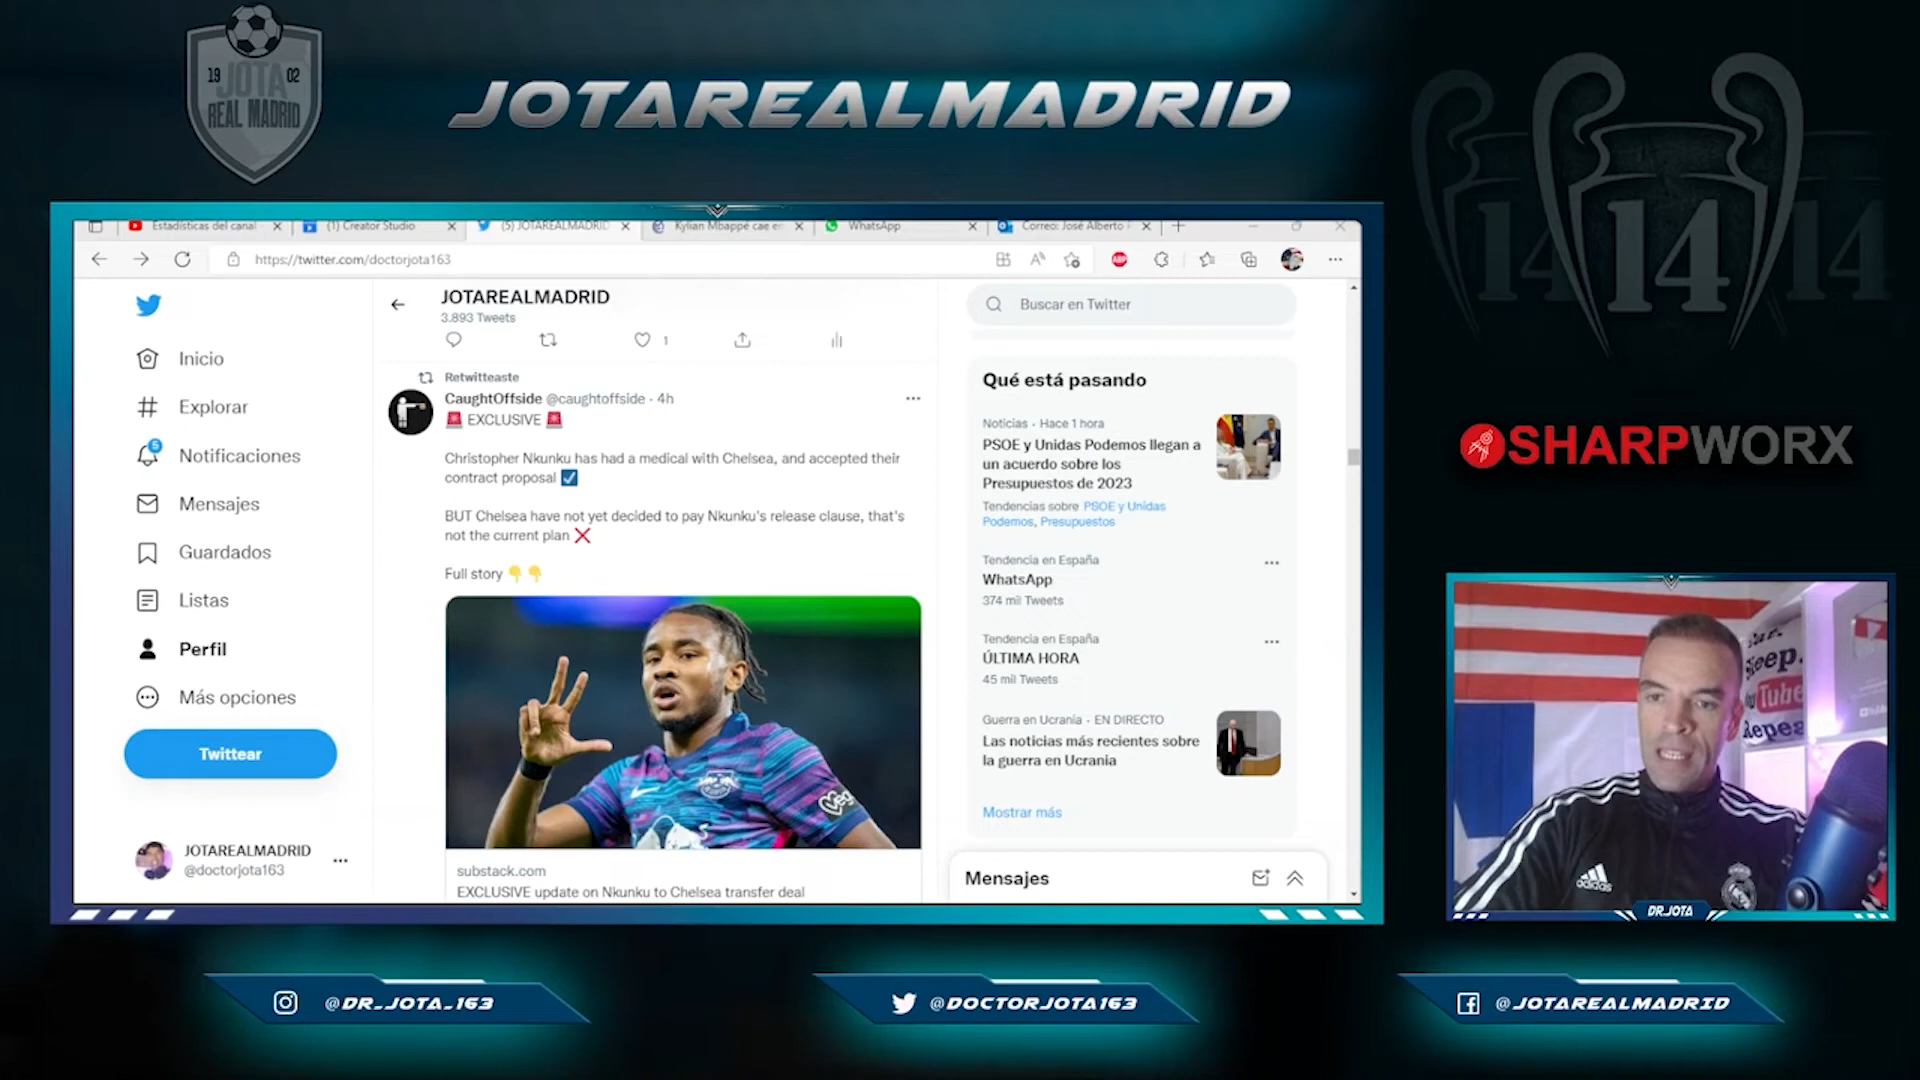 19 JOTA 02
REAL MADRID
JOTAREALMADRID
14 14 14
SHARPWORX
Estadísticas del canal
(1) Creator Studio
(5) JOTAREALMADRID
Kylian Mbappé cae en
WhatsApp
Correo: José Alberto
https://twitter.com/doctorjota163
ABP
Inicio
Explorar
5
Notificaciones
Mensajes
Guardados
Listas
Perfil
Más opciones
Twittear
JOTAREALMADRID
@doctorjota163
JOTAREALMADRID
3.893 Tweets
1
Retwitteaste
CaughtOffside @caughtoffside · 4h
🚨 EXCLUSIVE 🚨
Christopher Nkunku has had a medical with Chelsea, and accepted their
contract proposal ☑️
BUT Chelsea have not yet decided to pay Nkunku's release clause, that's
not the current plan ❌
Full story 👇👇
substack.com
EXCLUSIVE update on Nkunku to Chelsea transfer deal
Buscar en Twitter
Qué está pasando
Noticias · Hace 1 hora
PSOE y Unidas Podemos llegan a
un acuerdo sobre los
Presupuestos de 2023
Tendencias sobre PSOE y Unidas
Podemos, Presupuestos
Tendencia en España
WhatsApp
374 mil Tweets
Tendencia en España
ÚLTIMA HORA
45 mil Tweets
Guerra en Ucrania · EN DIRECTO
Las noticias más recientes sobre
la guerra en Ucrania
Mostrar más
Mensajes
Sleep.
Tube
Repeat
adidas
DR.JOTA
@DR_JOTA_163
@DOCTORJOTA163
@JOTAREALMADRID